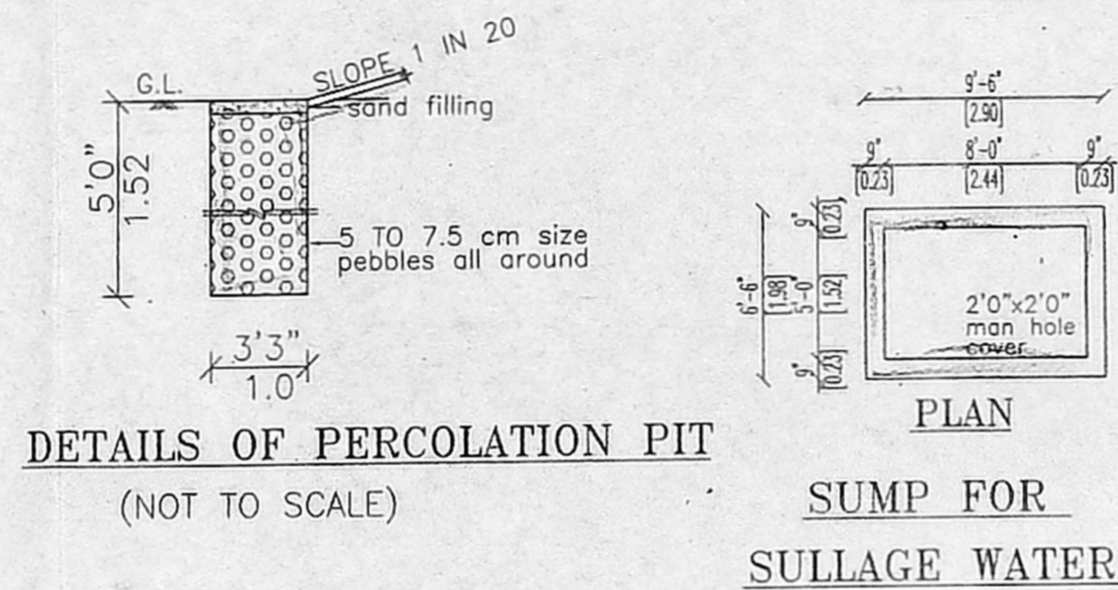 G.L.
SLOPE 1 IN 20
sand filling
5'0"
1.52
5 TO 7.5 cm size
pebbles all around
3'3"
1.0
DETAILS OF PERCOLATION PIT
(NOT TO SCALE)
9'-6"
[2.90]
9" 8'-0" 9"
[0.23] [2.44] [0.23]
6'-6"
[1.98]
9"
[0.23]
5'-0"
[1.52]
9"
[0.23]
2'0"x2'0"
man hole
cover
PLAN
SUMP FOR
SULLAGE WATER